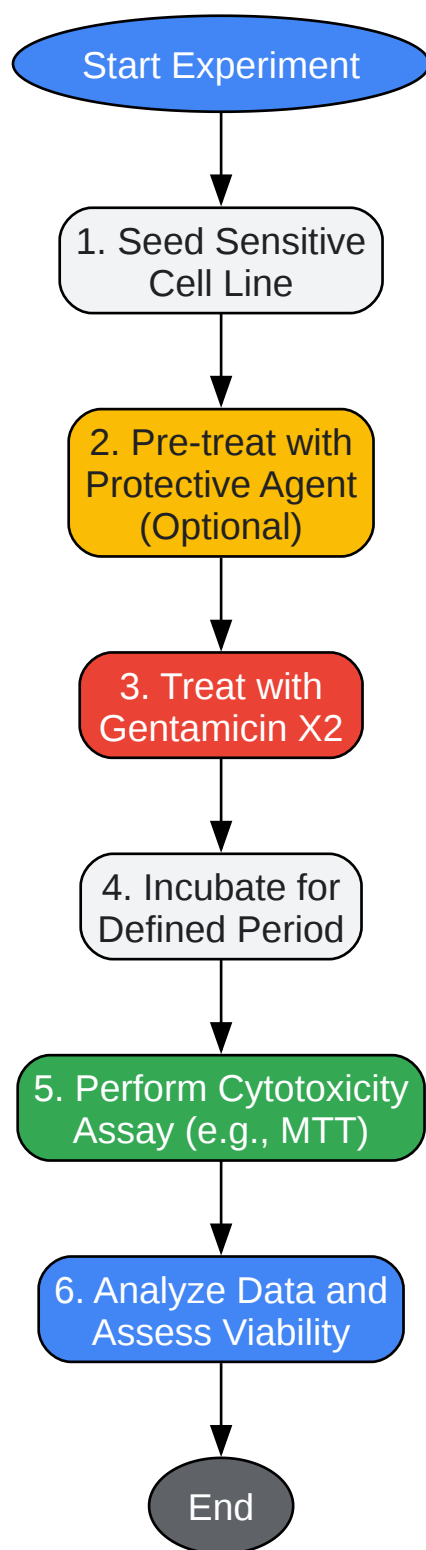 Start Experiment
1. Seed Sensitive
Cell Line
2. Pre-treat with
Protective Agent
(Optional)
3. Treat with
Gentamicin X2
4. Incubate for
Defined Period
5. Perform Cytotoxicity
Assay (e.g., MTT)
6. Analyze Data and
Assess Viability
End